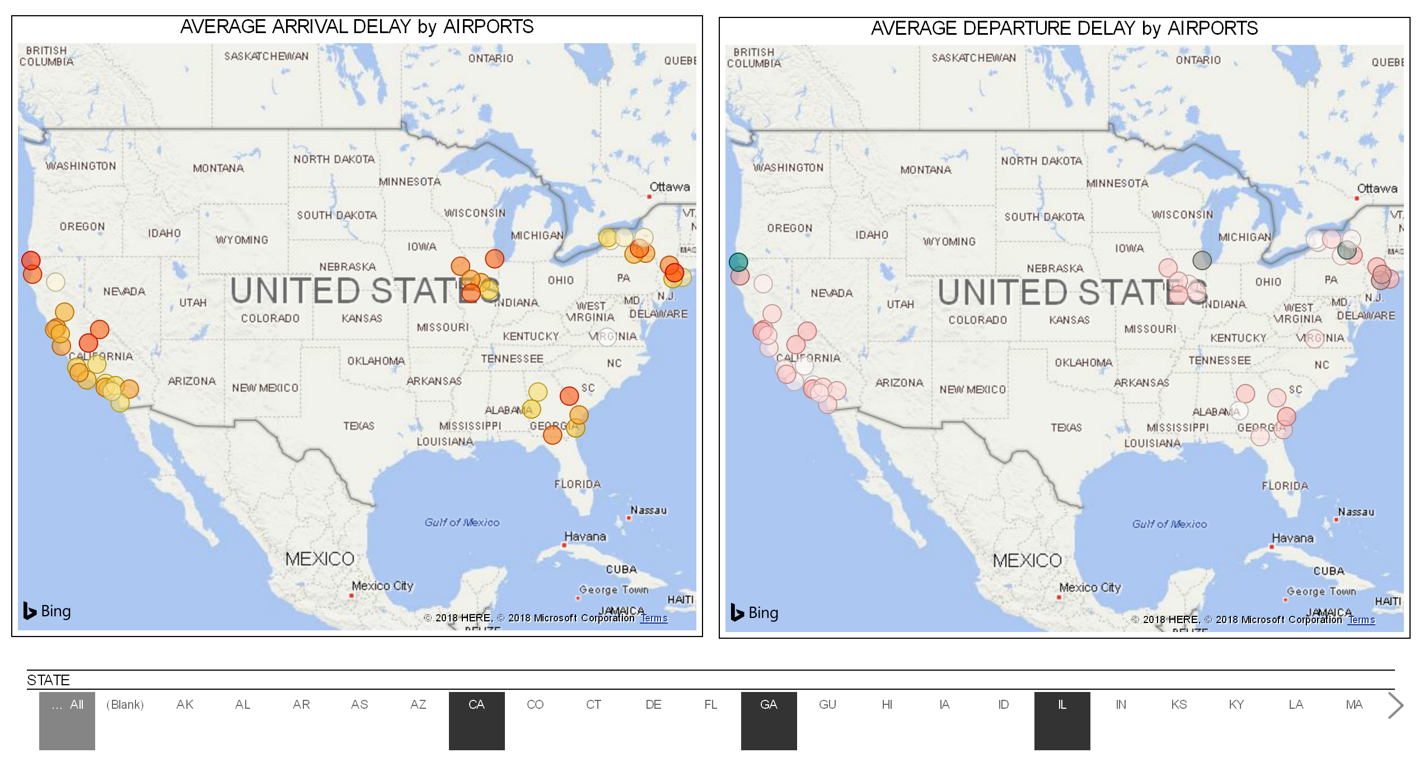 AVERAGE ARRIVAL DELAY by AIRPORTS
BRITISH
COLUMBIA
SASKATCHEWAN
ONTARIO
QUEBE
WASHINGTON
MONTANA
NORTH DAKOTA
MINNESOTA
Ottawa
OREGON
IDAHO
WYOMING
SOUTH DAKOTA
WISCONSIN
MICHIGAN
VT
N
MAS
IOWA
NEBRASKA
UNITED STATES
NEVADA
UTAH
COLORADO
KANSAS
MISSOURI
INDIANA
OHIO
PA
N.J.
WEST
VIRGINIA
MD
DELAWARE
KENTUCKY
VIRGINIA
CALIFORNIA
ARIZONA
NEW MEXICO
OKLAHOMA
ARKANSAS
TENNESSEE
NC
SC
TEXAS
LOUISIANA
MISSISSIPPI
ALABAMA
GEORGIA
FLORIDA
Gulf of Mexico
Nassau
Havana
MEXICO
Mexico City
CUBA
George Town
HAITI
JAMAICA
BELIZE
Bing
© 2018 HERE, © 2018 Microsoft Corporation Terms
AVERAGE DEPARTURE DELAY by AIRPORTS
BRITISH
COLUMBIA
SASKATCHEWAN
ONTARIO
QUEBE
WASHINGTON
MONTANA
NORTH DAKOTA
MINNESOTA
Ottawa
OREGON
IDAHO
WYOMING
SOUTH DAKOTA
WISCONSIN
MICHIGAN
VT.
N
MAS
IOWA
NEBRASKA
UNITED STATES
NEVADA
UTAH
COLORADO
KANSAS
MISSOURI
INDIANA
OHIO
PA
N.J.
WEST
VIRGINIA
MD
DELAWARE
KENTUCKY
VIRGINIA
CALIFORNIA
ARIZONA
NEW MEXICO
OKLAHOMA
ARKANSAS
TENNESSEE
NC
SC
TEXAS
LOUISIANA
MISSISSIPPI
ALABAMA
GEORGIA
FLORIDA
Gulf of Mexico
Nassau
Havana
MEXICO
Mexico City
CUBA
George Town
HAITI
JAMAICA
BELIZE
Bing
© 2018 HERE, © 2018 Microsoft Corporation Terms
STATE
... All (Blank) AK AL AR AS AZ CA CO CT DE FL GA GU HI IA ID IL IN KS KY LA MA